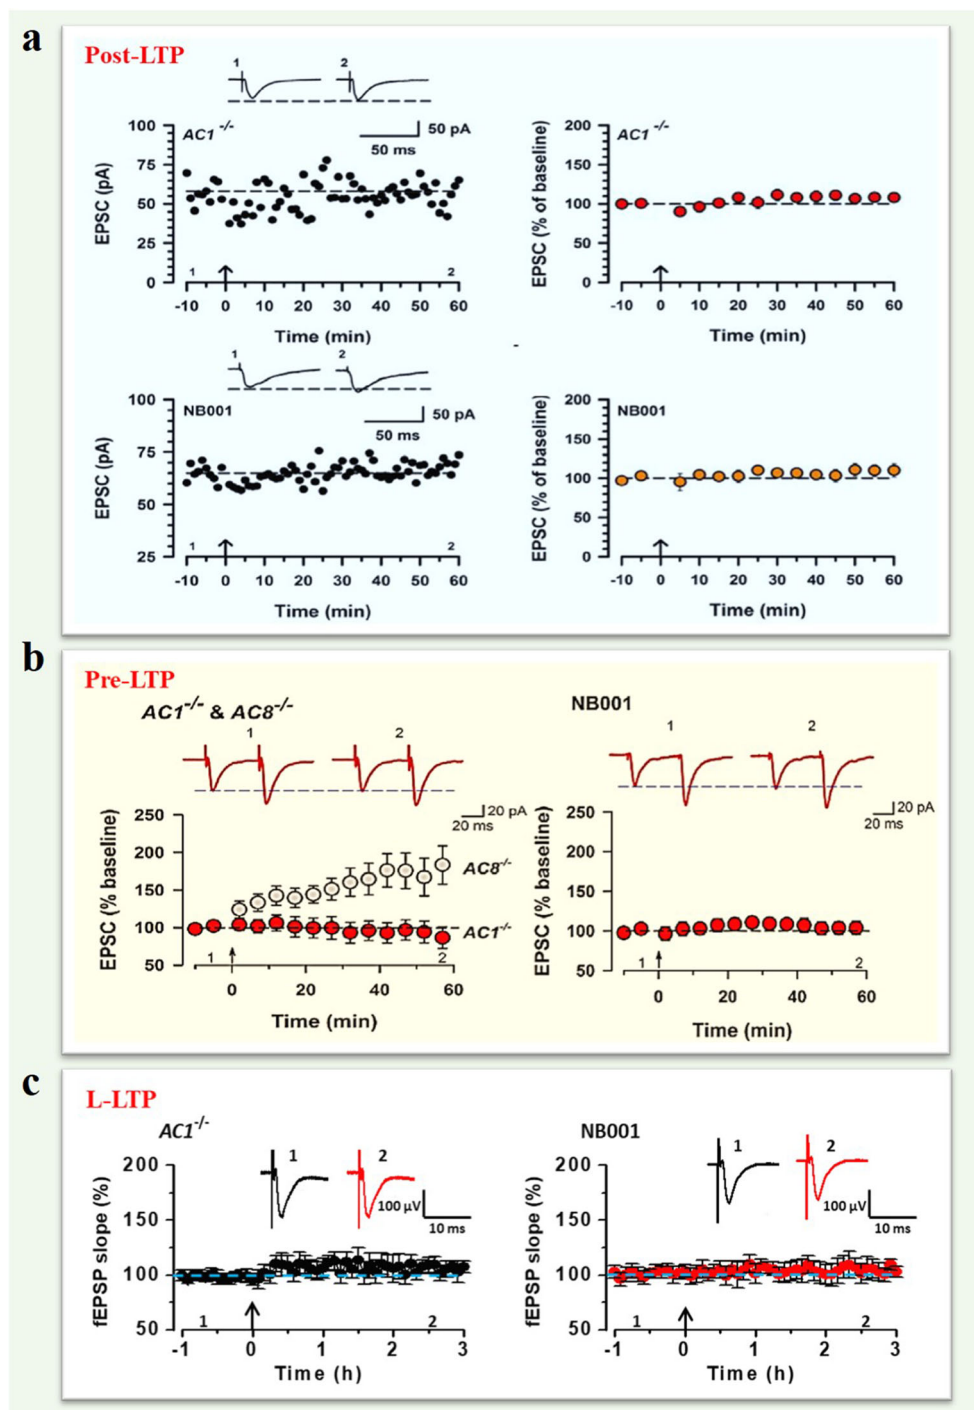 a
Post-LTP
1
2
AC1 -/-
50 pA
50 ms
EPSC (pA)
100
75
50
25
0
1
2
-10 0 10 20 30 40 50 60
Time (min)
AC1 -/-
EPSC (% of baseline)
200
150
100
50
0
-10 0 10 20 30 40 50 60
Time (min)
-
1
2
NB001
50 pA
50 ms
EPSC (pA)
100
75
50
25
1
2
-10 0 10 20 30 40 50 60
Time (min)
NB001
EPSC (% of baseline)
200
150
100
50
0
-10 0 10 20 30 40 50 60
Time (min)
b
Pre-LTP
AC1-/- & AC8-/-
1
2
20 pA
20 ms
EPSC (% baseline)
250
200
150
100
50
AC8-/-
AC1-/-
1
2
0 20 40 60
Time (min)
NB001
1
2
20 pA
20 ms
EPSC (% baseline)
250
200
150
100
50
1
2
0 20 40 60
Time (min)
c
L-LTP
AC1-/-
1
2
100 µV
10 ms
fEPSP slope (%)
200
150
100
50
1
2
-1 0 1 2 3
Time (h)
NB001
1
2
100 µV
10 ms
fEPSP slope (%)
200
150
100
50
1
2
-1 0 1 2 3
Time (h)